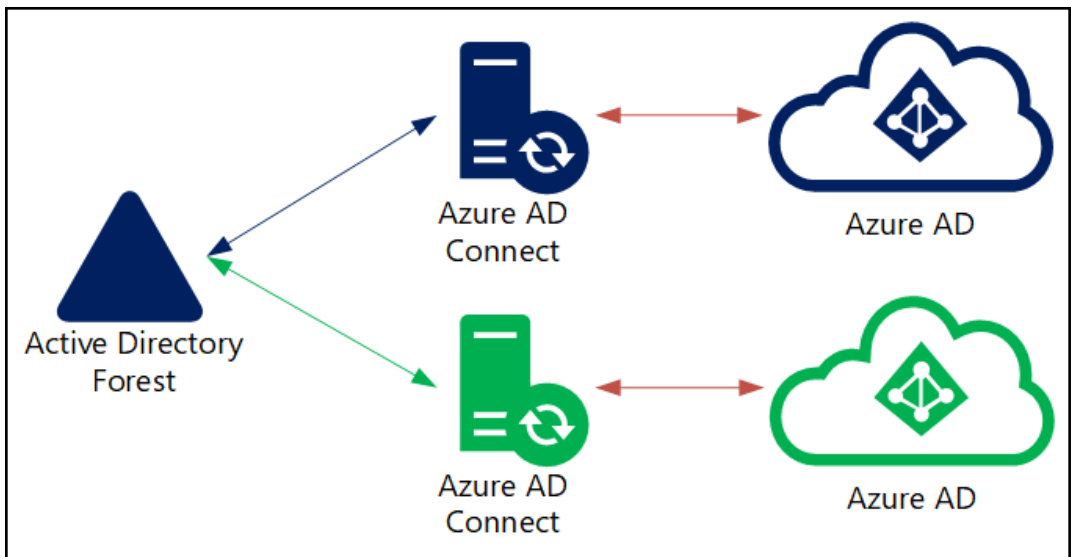 Azure AD
Connect
Azure AD
Active Directory
Forest
Azure AD
Connect
Azure AD